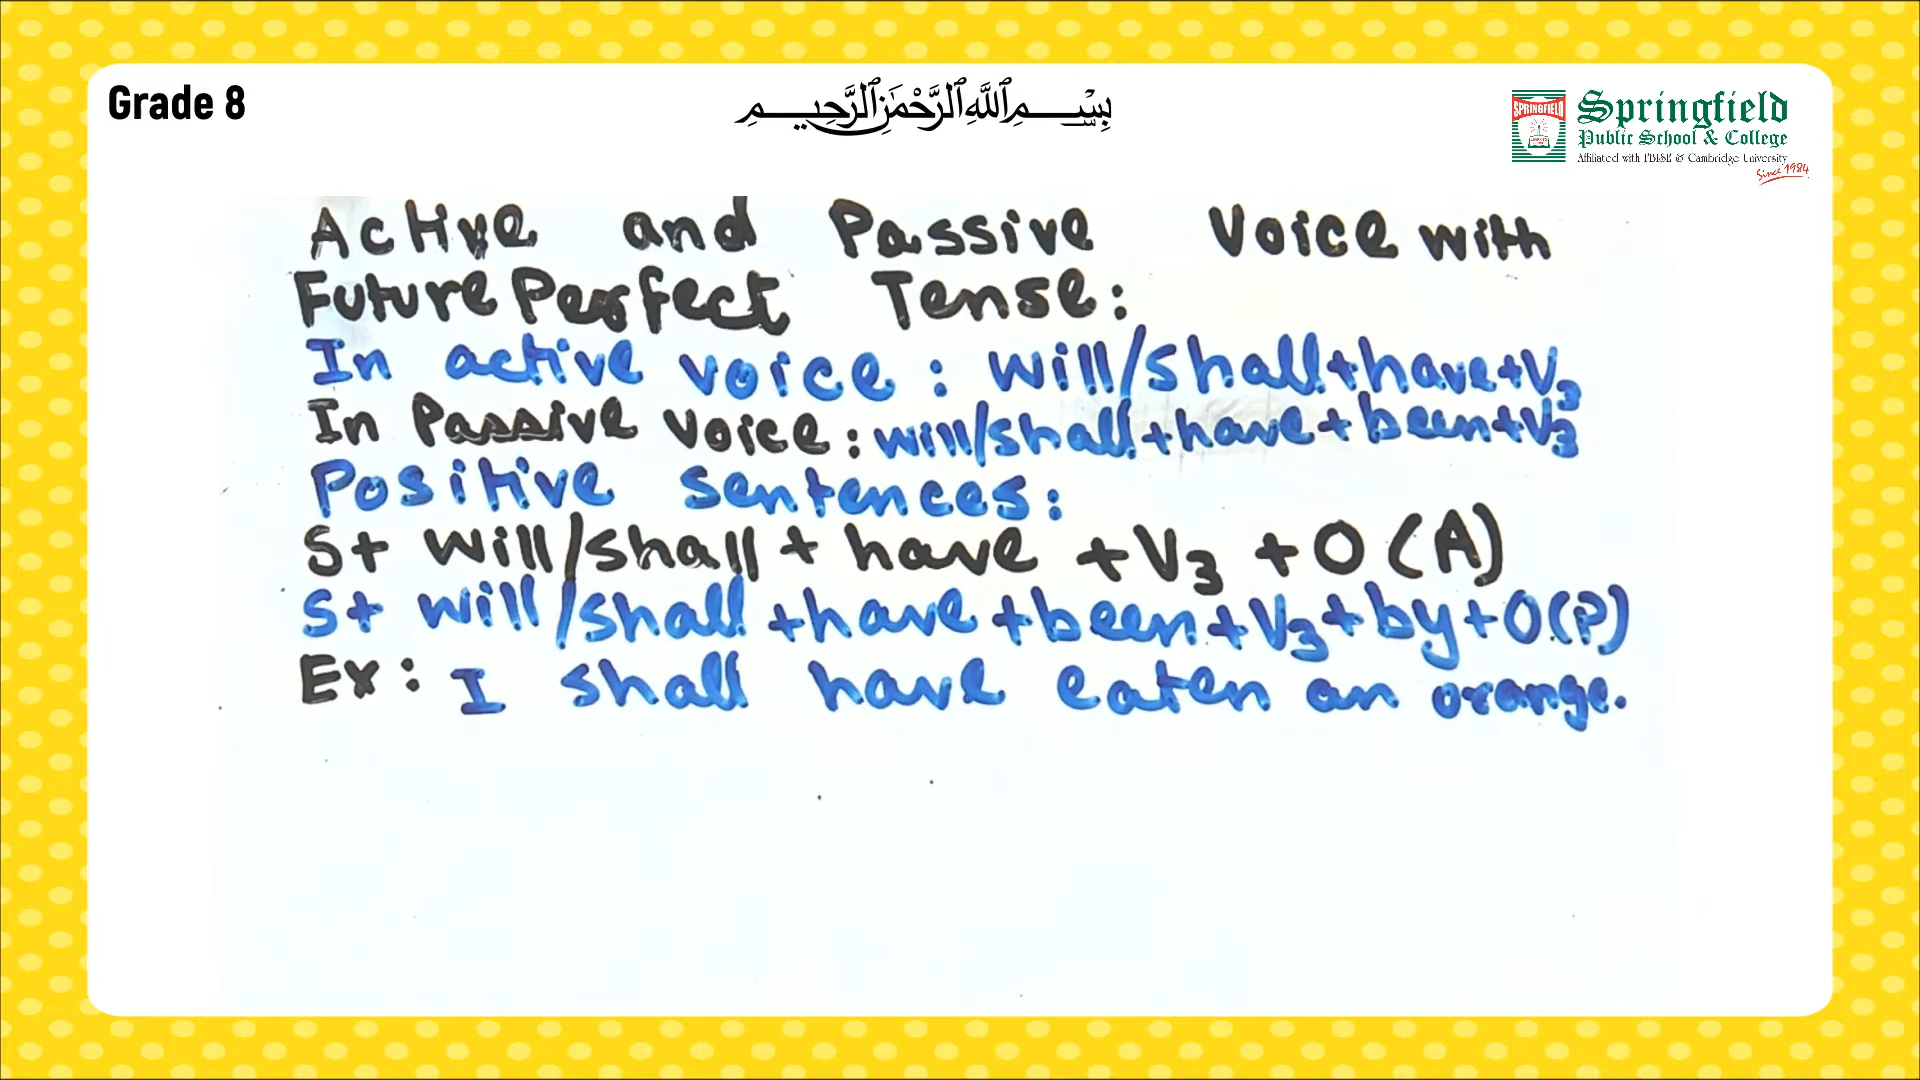 Grade 8
بِسْمِ اللَّهِ الرَّحْمَٰنِ الرَّحِيمِ
SPRINGFIELD
Springfield
Public School & College
Affiliated with FBISE & Cambridge University
Since 1984
Active and Passive Voice with
Future Perfect Tense:
In active voice: will/shall+have+V3
In Passive voice: will/shall+have+been+V3
Positive sentences:
S+ will/shall + have +V3 +O (A)
S+ will/shall +have +been+V3+by+O(P)
Ex: I shall have eaten an orange.